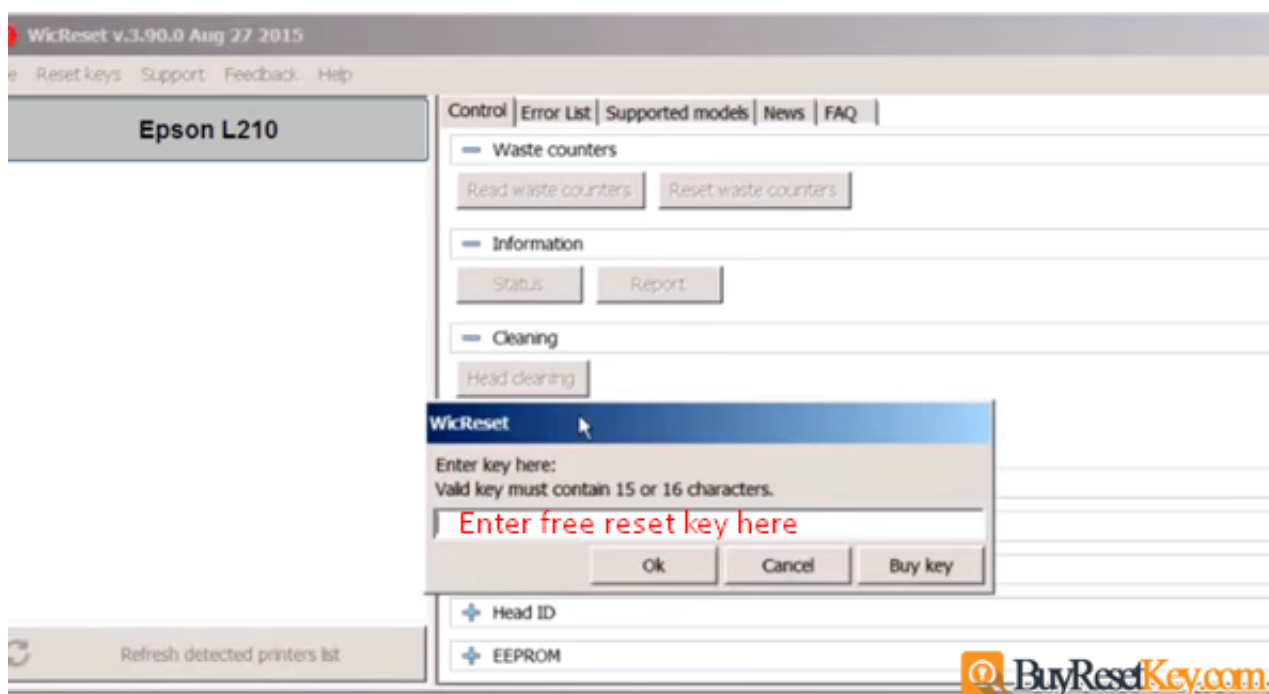 WicReset v.3.90.0 Aug 27 2015
Reset keys Support Feedback Help
Epson L210
Control Error List Supported models News FAQ
Waste counters
Read waste counters Reset waste counters
Information
Status Report
Cleaning
Head cleaning
WicReset
Enter key here:
Valid key must contain 15 or 16 characters.
Enter free reset key here
Ok Cancel Buy key
Head ID
Refresh detected printers list
EEPROM
BuyResetKey.com